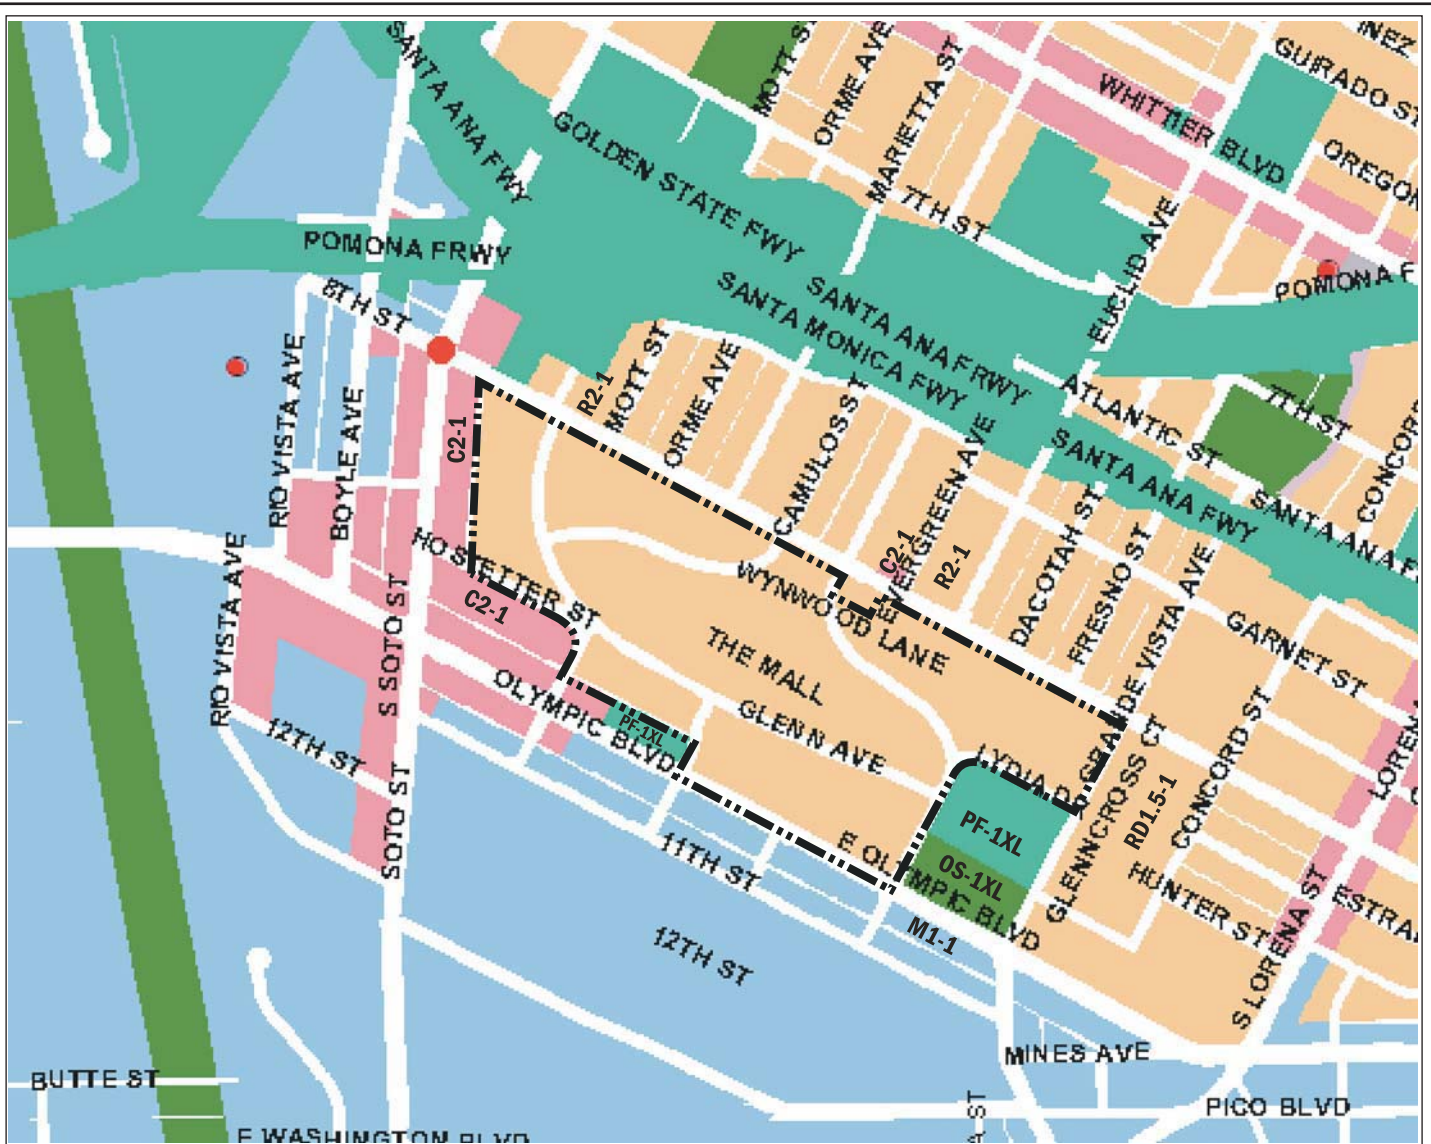 SANTA ANA FWY
MOTT S
ORME AVE
MARIETTA ST
WHITTIER BLVD
INEZ
GUIRADO ST
OREGON
GOLDEN STATE FWY
7TH ST
EUCLID AVE
POMONA FRWY
POMONA F
8TH ST
SANTA ANA FRWY
SANTA MONICA FWY
RIO VISTA AVE
BOYLE AVE
C2-1
R2-1
MOTT ST
ORME AVE
CAMULOS ST
EVERGREEN AVE
C2-1
R2-1
ATLANTIC ST
7TH ST
CONCOR
SANTA ANA FWY
SANTA ANA F
DACOTAH ST
FRESNO ST
GRANDE VISTA AVE
GARNET ST
RIO VISTA AVE
S SOTO ST
HOSTETTER ST
C2-1
WYNWOOD LANE
THE MALL
GLENN AVE
OLYMPIC BLVD
PF-1XL
12TH ST
SOTO ST
LYDIA DR
GLENNCROSS CT
RD1.5-1
CONCORD ST
LOREN
PF-1XL
OS-1XL
E OLYMPIC BLVD
11TH ST
M1-1
HUNTER ST
ESTRA
S LORENA ST
12TH ST
MINES AVE
BUTTE ST
A ST
PICO BLVD
E WASHINGTON BLVD